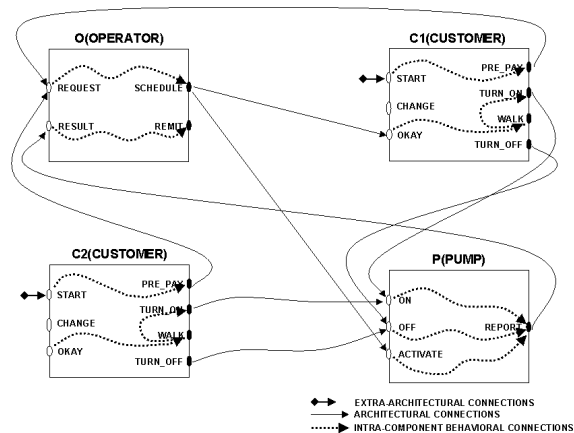 O(OPERATOR)
REQUEST SCHEDULE
RESULT REMIT
C1(CUSTOMER)
PRE_PAY
START
TURN_ON
CHANGE
WALK
OKAY
TURN_OFF
C2(CUSTOMER)
PRE_PAY
START
TURN_ON
CHANGE
WALK
OKAY
TURN_OFF
P(PUMP)
ON
OFF REPORT
ACTIVATE
EXTRA-ARCHITECTURAL CONNECTIONS
ARCHITECTURAL CONNECTIONS
INTRA-COMPONENT BEHAVIORAL CONNECTIONS